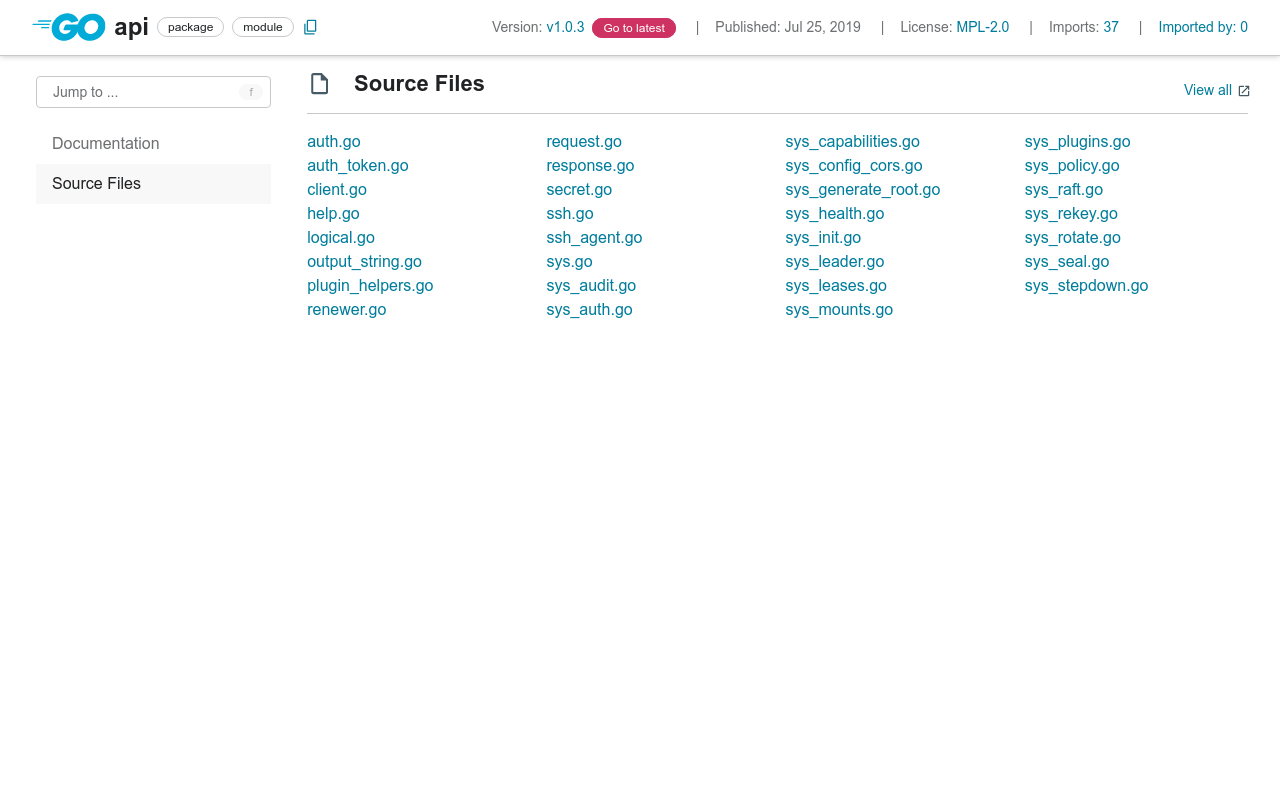 GO api package module Version: v1.0.3 Go to latest | Published: Jul 25, 2019 | License: MPL-2.0 | Imports: 37 | Imported by: 0
Jump to ... f
Documentation
Source Files
Source Files
View all
auth.go
auth_token.go
client.go
help.go
logical.go
output_string.go
plugin_helpers.go
renewer.go
request.go
response.go
secret.go
ssh.go
ssh_agent.go
sys.go
sys_audit.go
sys_auth.go
sys_capabilities.go
sys_config_cors.go
sys_generate_root.go
sys_health.go
sys_init.go
sys_leader.go
sys_leases.go
sys_mounts.go
sys_plugins.go
sys_policy.go
sys_raft.go
sys_rekey.go
sys_rotate.go
sys_seal.go
sys_stepdown.go